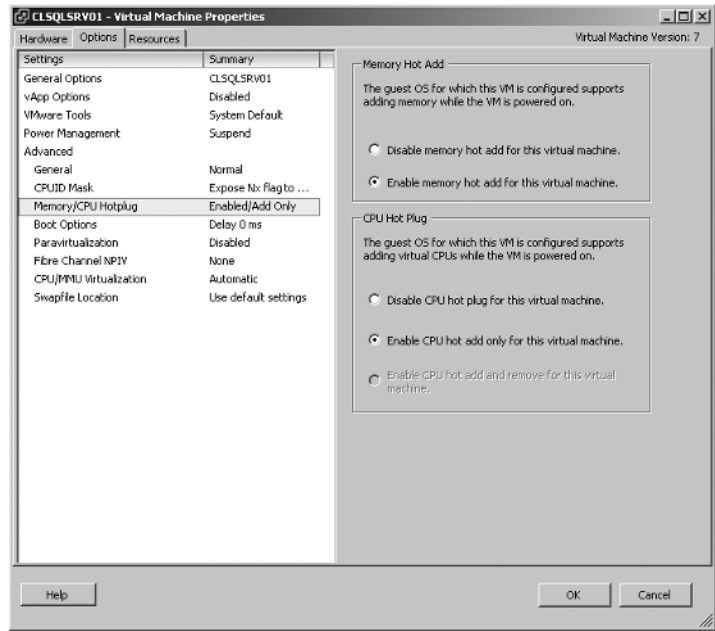 CLSQLSRV01 - Virtual Machine Properties
Hardware Options Resources Virtual Machine Version: 7
Settings Summary
General Options CLSQLSRV01
vApp Options Disabled
VMware Tools System Default
Power Management Suspend
Advanced
General Normal
CPUID Mask Expose Nx flag to ...
Memory/CPU Hotplug Enabled/Add Only
Boot Options Delay 0 ms
Paravirtualization Disabled
Fibre Channel NPIV None
CPU/MMU Virtualization Automatic
Swapfile Location Use default settings
Memory Hot Add
The guest OS for which this VM is configured supports
adding memory while the VM is powered on.
Disable memory hot add for this virtual machine.
Enable memory hot add for this virtual machine.
CPU Hot Plug
The guest OS for which this VM is configured supports
adding virtual CPUs while the VM is powered on.
Disable CPU hot plug for this virtual machine.
Enable CPU hot add only for this virtual machine.
Enable CPU hot add and remove for this virtual
machine.
Help OK Cancel